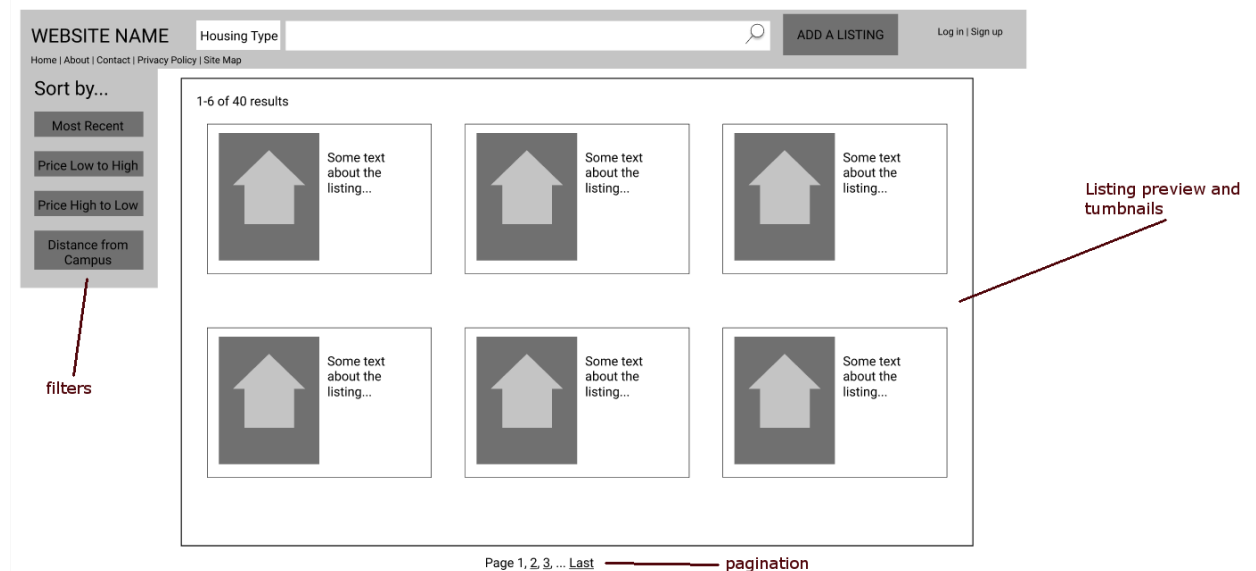 WEBSITE NAME
Housing Type
ADD A LISTING
Log in | Sign up
Home | About | Contact | Privacy Policy | Site Map
Sort by...
Most Recent
Price Low to High
Price High to Low
Distance from
Campus
filters
1-6 of 40 results
Some text
about the
listing...
Some text
about the
listing...
Some text
about the
listing...
Some text
about the
listing...
Some text
about the
listing...
Some text
about the
listing...
Listing preview and
tumbnails
Page 1, 2, 3, ... Last
pagination